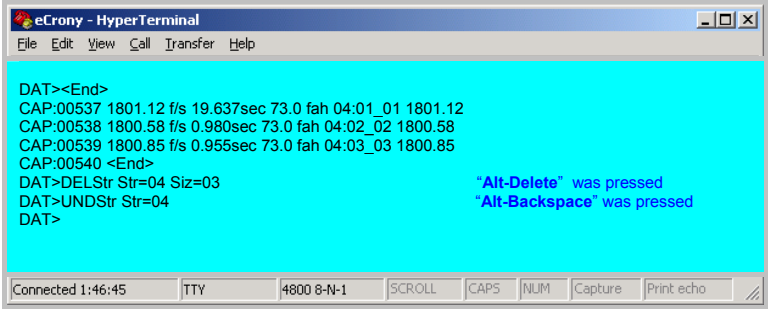 eCrony - HyperTerminal
File Edit View Call Transfer Help
DAT><End>
CAP:00537 1801.12 f/s 19.637sec 73.0 fah 04:01_01 1801.12
CAP:00538 1800.58 f/s 0.980sec 73.0 fah 04:02_02 1800.58
CAP:00539 1800.85 f/s 0.955sec 73.0 fah 04:03_03 1800.85
CAP:00540 <End>
DAT>DELStr Str=04 Siz=03 “Alt-Delete” was pressed
DAT>UNDStr Str=04 “Alt-Backspace” was pressed
DAT>
Connected 1:46:45 TTY 4800 8-N-1 SCROLL CAPS NUM Capture Print echo